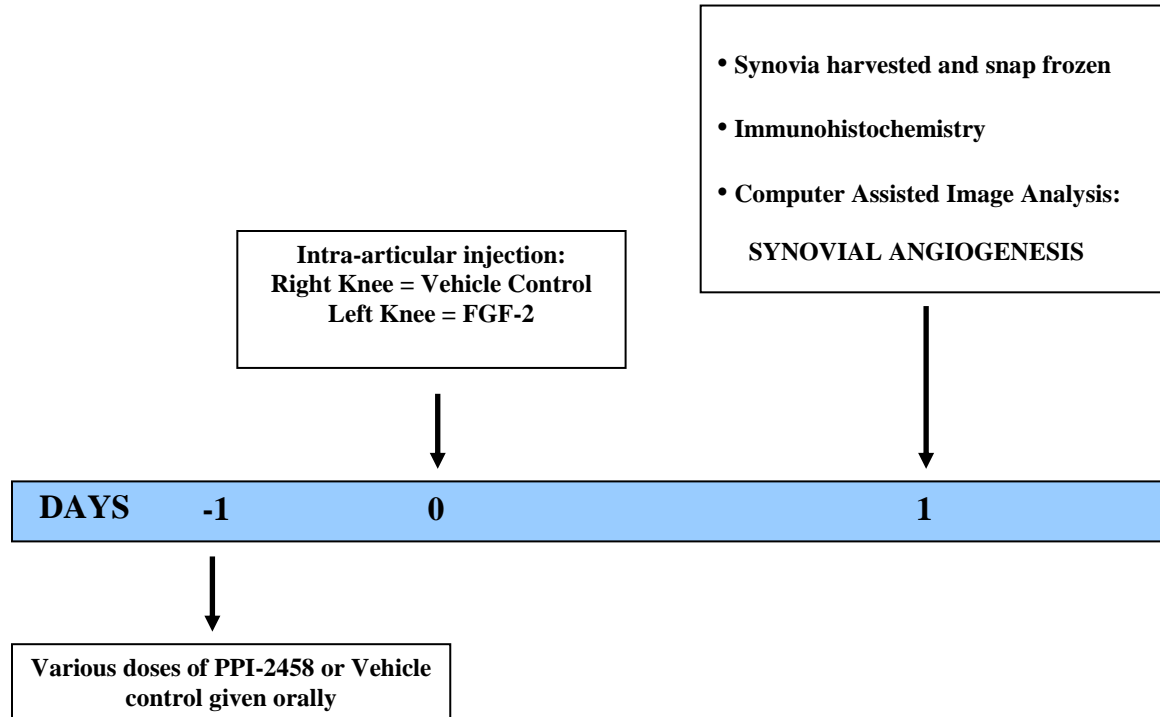 • Synovia harvested and snap frozen
• Immunohistochemistry
• Computer Assisted Image Analysis:
SYNOVIAL ANGIOGENESIS
Intra-articular injection:
Right Knee = Vehicle Control
Left Knee = FGF-2
DAYS -1 0 1
Various doses of PPI-2458 or Vehicle
control given orally